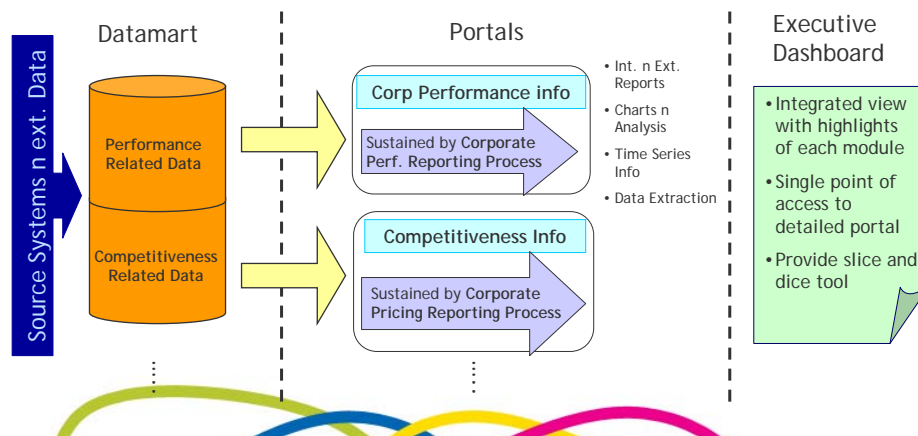 Source Systems n ext. Data
Datamart
Performance
Related Data
Competitiveness
Related Data
Portals
Corp Performance info
Sustained by Corporate
Perf. Reporting Process
Competitiveness Info
Sustained by Corporate
Pricing Reporting Process
• Int. n Ext.
Reports
• Charts n
Analysis
• Time Series
Info
• Data Extraction
Executive
Dashboard
• Integrated view
with highlights
of each module
• Single point of
access to
detailed portal
• Provide slice and
dice tool